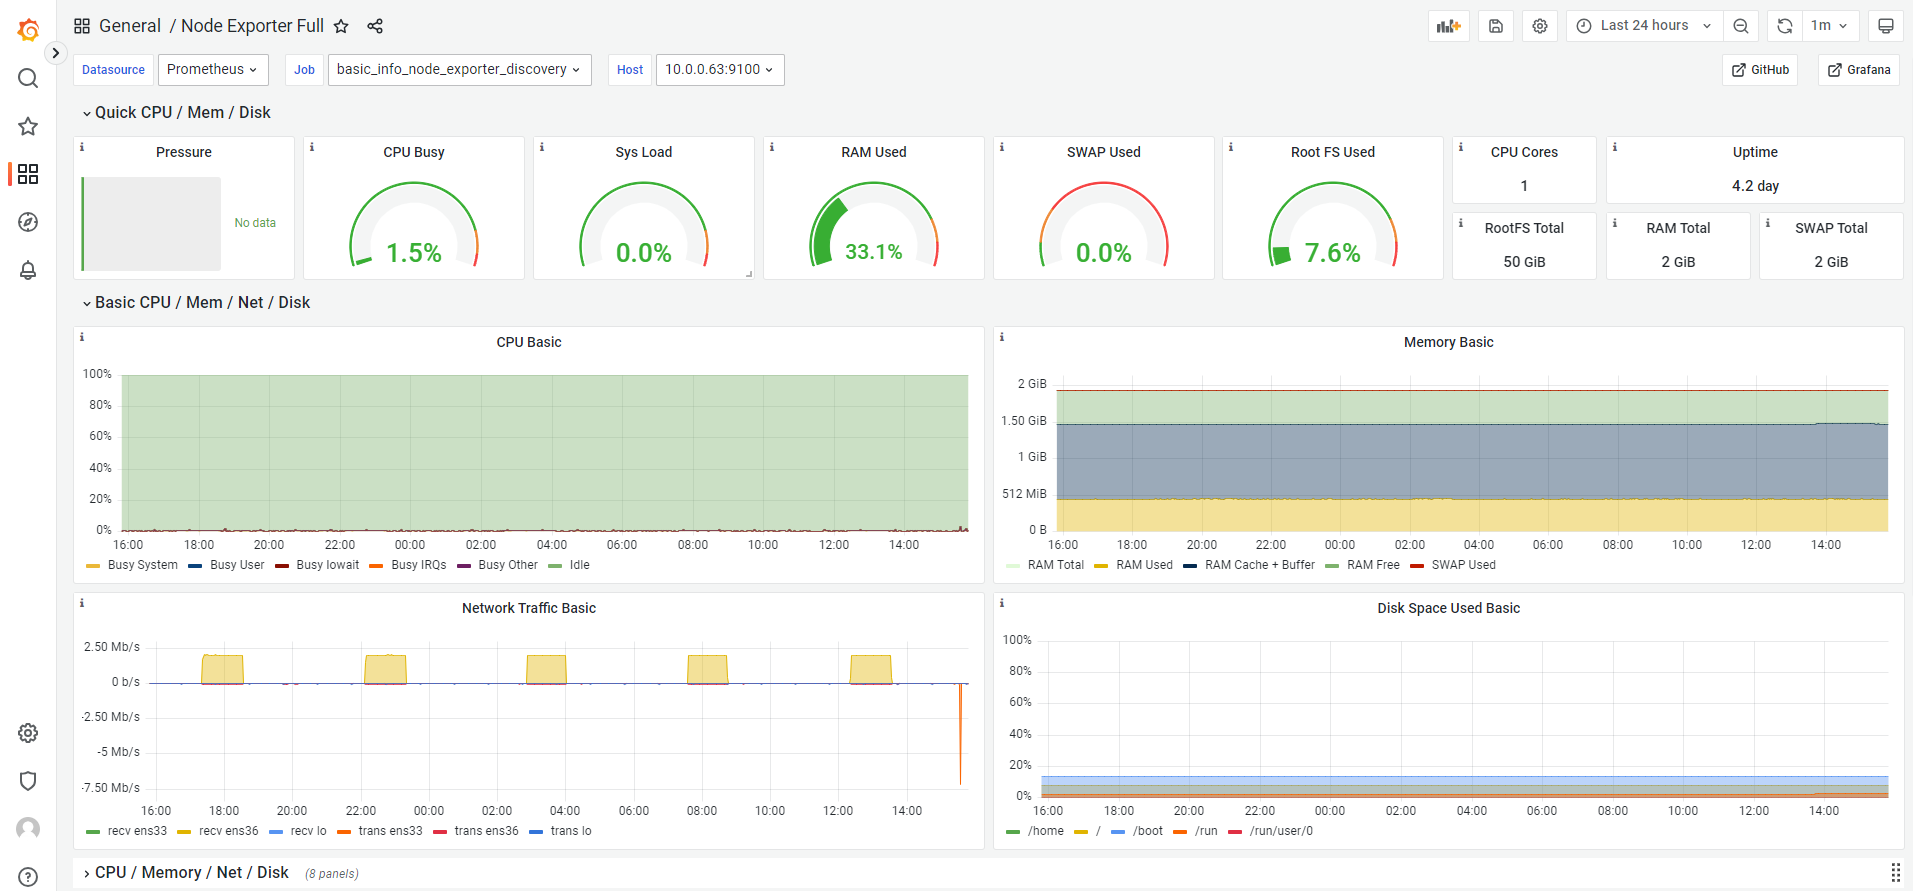 General / Node Exporter Full
Last 24 hours
1m
Datasource
Prometheus
Job
basic_info_node_exporter_discovery
Host
10.0.0.63:9100
GitHub
Grafana
Quick CPU / Mem / Disk
Pressure
No data
CPU Busy
1.5%
Sys Load
0.0%
RAM Used
33.1%
SWAP Used
0.0%
Root FS Used
7.6%
CPU Cores
1
Uptime
4.2 day
RootFS Total
50 GiB
RAM Total
2 GiB
SWAP Total
2 GiB
Basic CPU / Mem / Net / Disk
CPU Basic
100%
80%
60%
40%
20%
0%
16:00 18:00 20:00 22:00 00:00 02:00 04:00 06:00 08:00 10:00 12:00 14:00
Busy System Busy User Busy Iowait Busy IRQs Busy Other Idle
Memory Basic
2 GiB
1.50 GiB
1 GiB
512 MiB
0 B
16:00 18:00 20:00 22:00 00:00 02:00 04:00 06:00 08:00 10:00 12:00 14:00
RAM Total RAM Used RAM Cache + Buffer RAM Free SWAP Used
Network Traffic Basic
2.50 Mb/s
0 b/s
-2.50 Mb/s
-5 Mb/s
-7.50 Mb/s
16:00 18:00 20:00 22:00 00:00 02:00 04:00 06:00 08:00 10:00 12:00 14:00
recv ens33 recv ens36 recv lo trans ens33 trans ens36 trans lo
Disk Space Used Basic
100%
80%
60%
40%
20%
0%
16:00 18:00 20:00 22:00 00:00 02:00 04:00 06:00 08:00 10:00 12:00 14:00
/home / /boot /run /run/user/0
CPU / Memory / Net / Disk (8 panels)